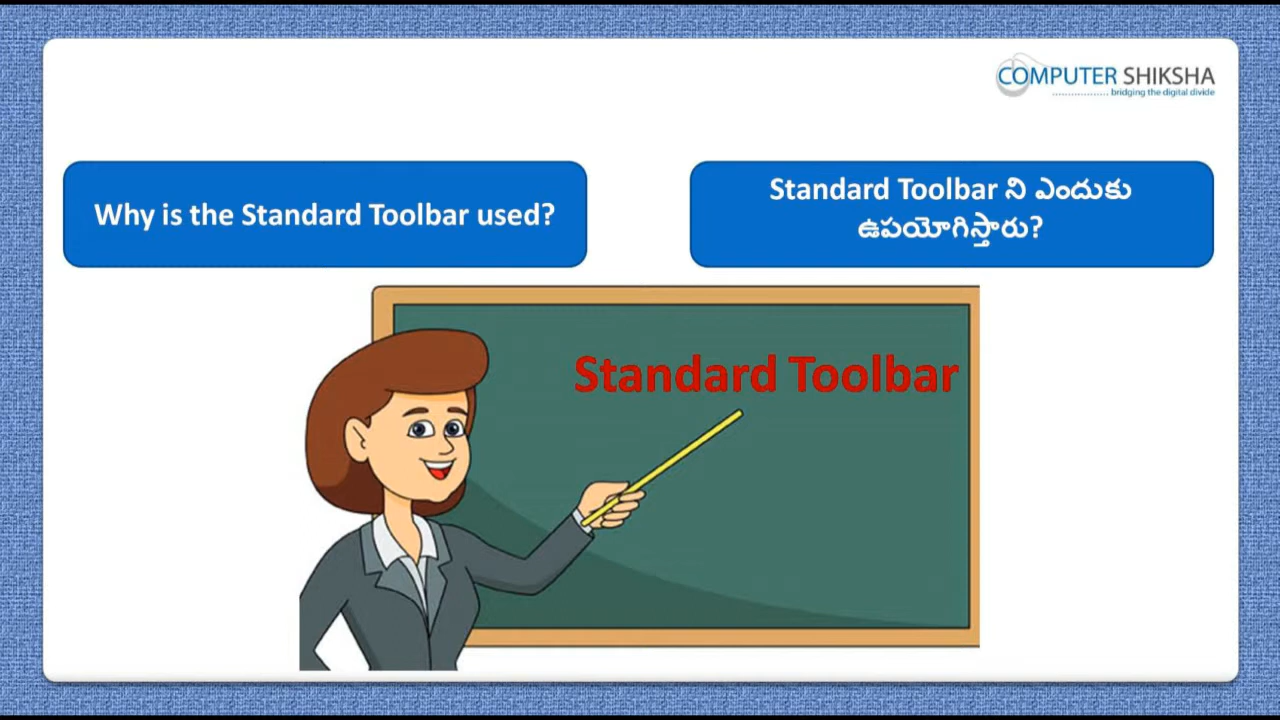 COMPUTER SHIKSHA
.................. bridging the digital divide
Why is the Standard Toolbar used?
Standard Toolbar ని ఎందుకు
ఉపయోగిస్తారు?
Standard Toolbar